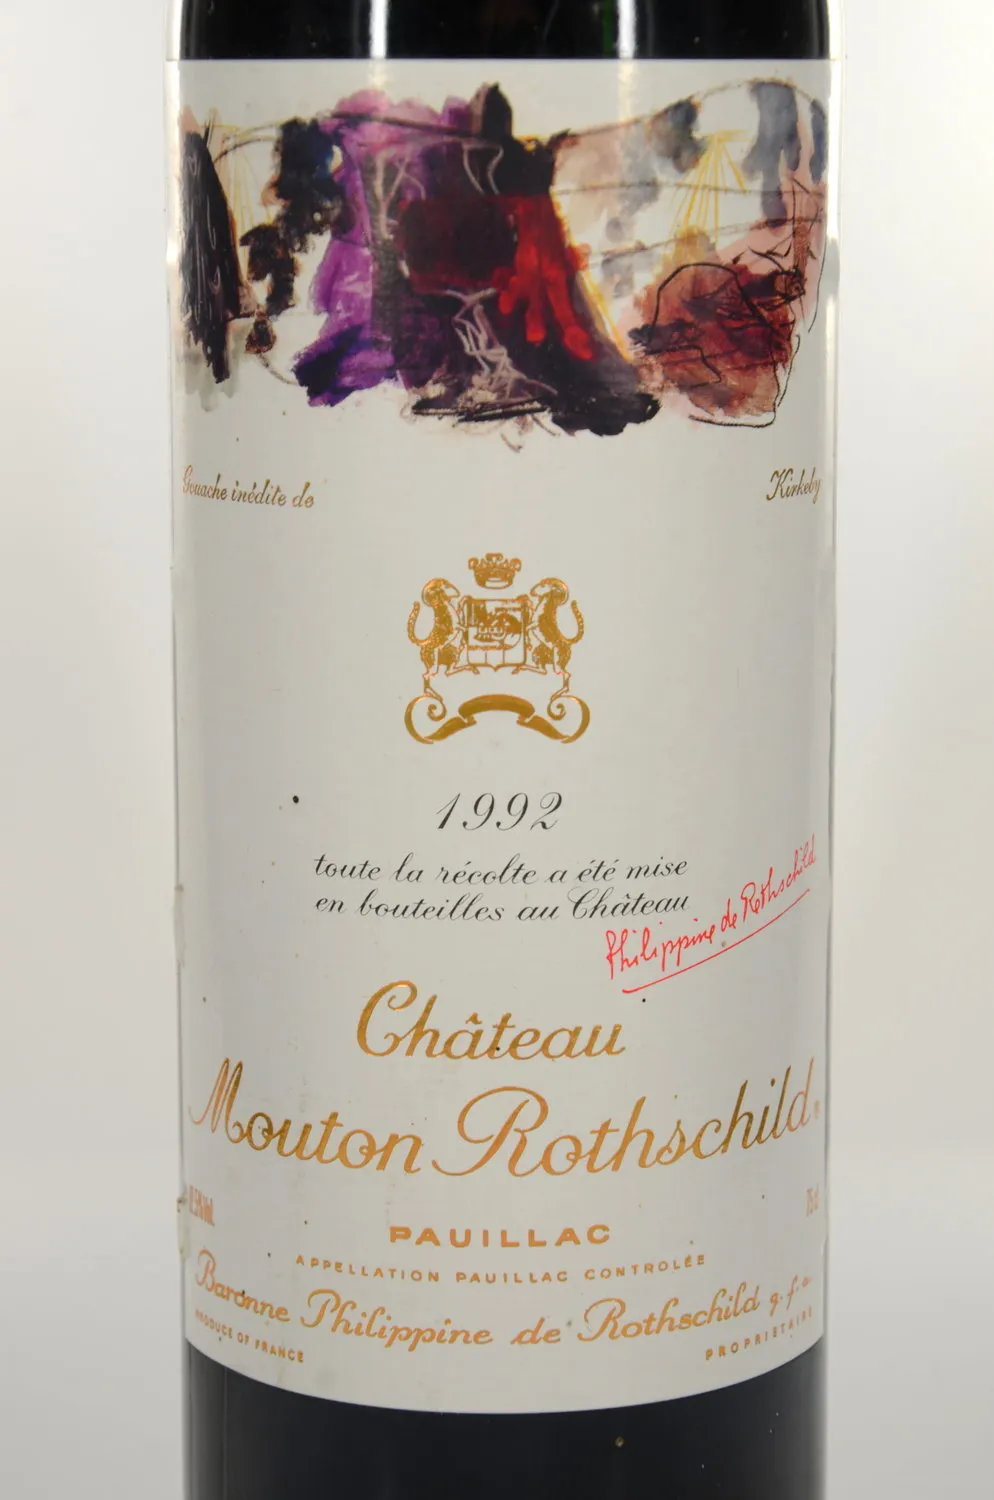 Gouache inédite de
Kirkeby
1992
toute la récolte a été mise
en bouteilles au Château
Philippine de Rothschild
Château
Mouton Rothschild®
75cl
PAUILLAC
APPELLATION PAUILLAC CONTROLÉE
Baronne Philippine de Rothschild g.f.a.
PRODUCE OF FRANCE
PROPRIETAIRE